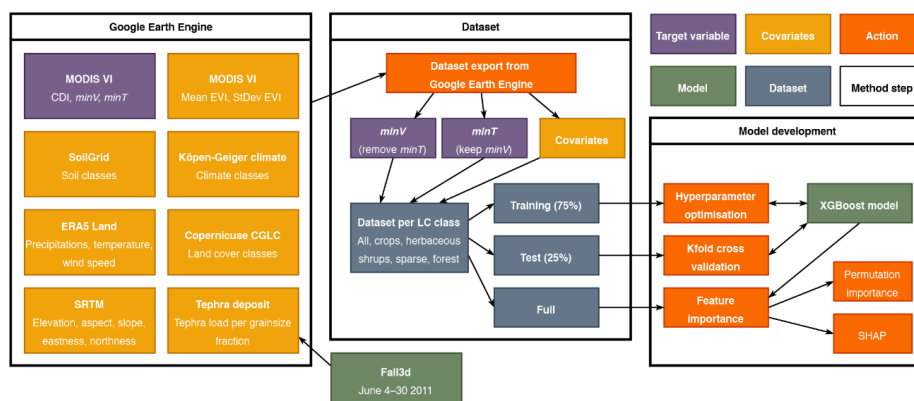 Google Earth Engine
MODIS VI
CDI, minV, minT
MODIS VI
Mean EVI, StDev EVI
SoilGrid
Soil classes
Köpen-Geiger climate
Climate classes
ERA5 Land
Precipitations, temperature,
wind speed
Copernicuse CGLC
Land cover classes
SRTM
Elevation, aspect, slope,
eastness, northness
Tephra deposit
Tephra load per grainsize
fraction
Fall3d
June 4–30 2011
Dataset
Dataset export from
Google Earth Engine
minV
(remove minT)
minT
(keep minV)
Covariates
Dataset per LC class
All, crops, herbaceous
shrups, sparse, forest
Training (75%)
Test (25%)
Full
Target variable
Covariates
Action
Model
Dataset
Method step
Model development
Hyperparameter
optimisation
XGBoost model
Kfold cross
validation
Feature
importance
Permutation
importance
SHAP